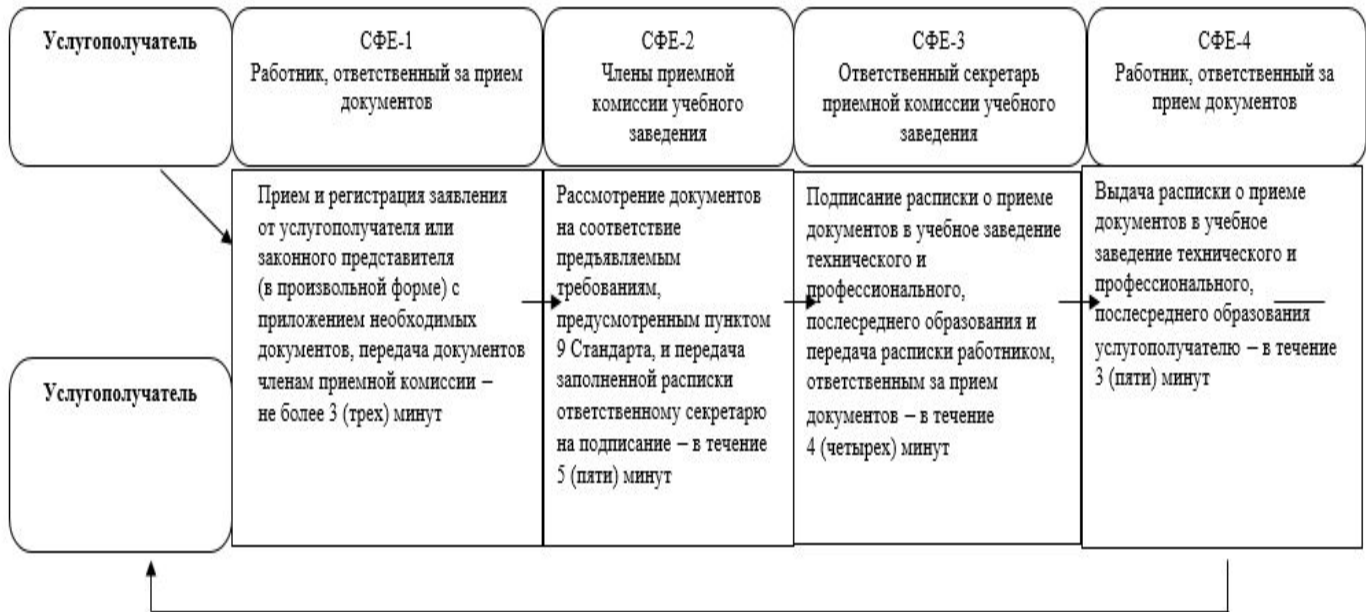 Услугополучатель
СФЕ-1
Работник, ответственный за прием
документов
СФЕ-2
Члены приемной
комиссии учебного
заведения
СФЕ-3
Ответственный секретарь
приемной комиссии учебного
заведения
СФЕ-4
Работник, ответственный за
прием документов
Прием и регистрация заявления
от услугополучателя или
законного представителя
(в произвольной форме) с
приложением необходимых
документов, передача документов
членам приемной комиссии –
не более 3 (трех) минут
Рассмотрение документов
на соответствие
предъявляемым
требованиям,
предусмотренным пунктом
9 Стандарта, и передача
заполненной расписки
ответственному секретарю
на подписание – в течение
5 (пяти) минут
Подписание расписки о приеме
документов в учебное заведение
технического и
профессионального,
послесреднего образования и
передача расписки работником,
ответственным за прием
документов – в течение
4 (четырех) минут
Выдача расписки о приеме
документов в учебное
заведение технического и
профессионального,
послесреднего образования
услугополучателю – в течение
3 (пяти) минут
Услугополучатель